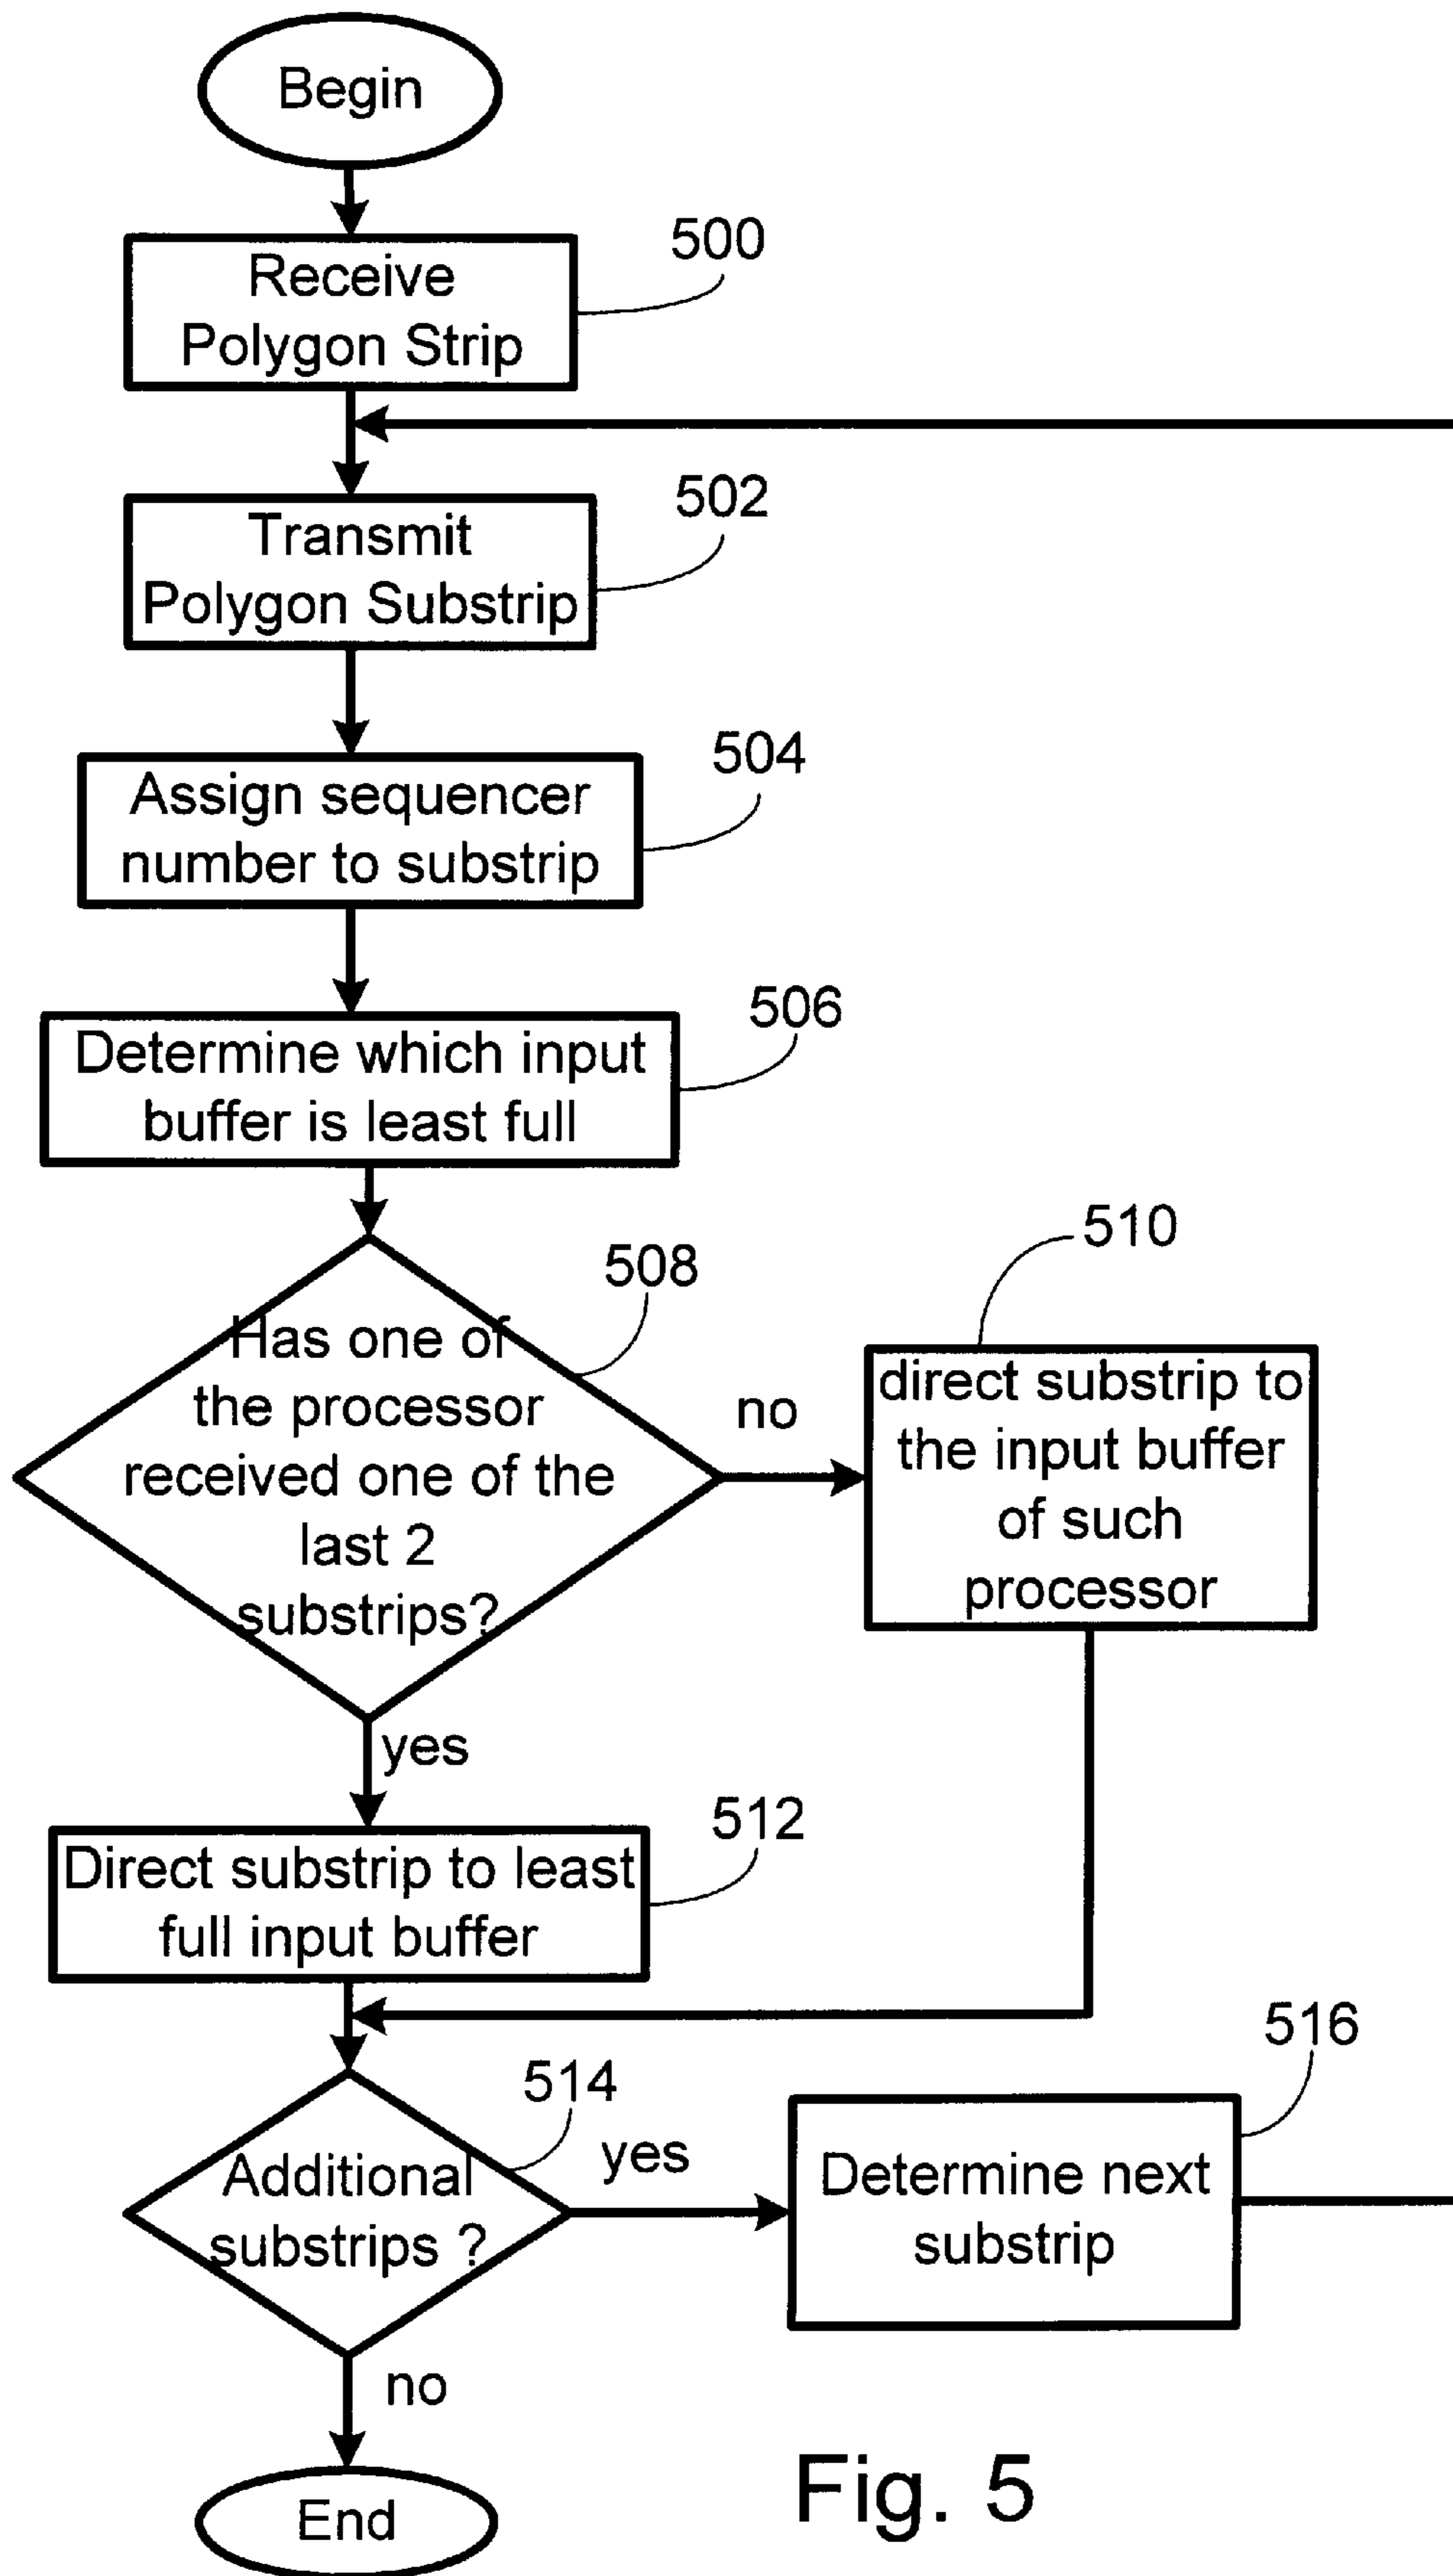 Begin
500
Receive
Polygon Strip
502
Transmit
Polygon Substrip
504
Assign sequencer
number to substrip
506
Determine which input
buffer is least full
508
Has one of
the processor
received one of the
last 2
substrips?
no
510
direct substrip to
the input buffer
of such
processor
yes
512
Direct substrip to least
full input buffer
514
Additional
substrips ?
yes
516
Determine next
substrip
no
End
Fig. 5